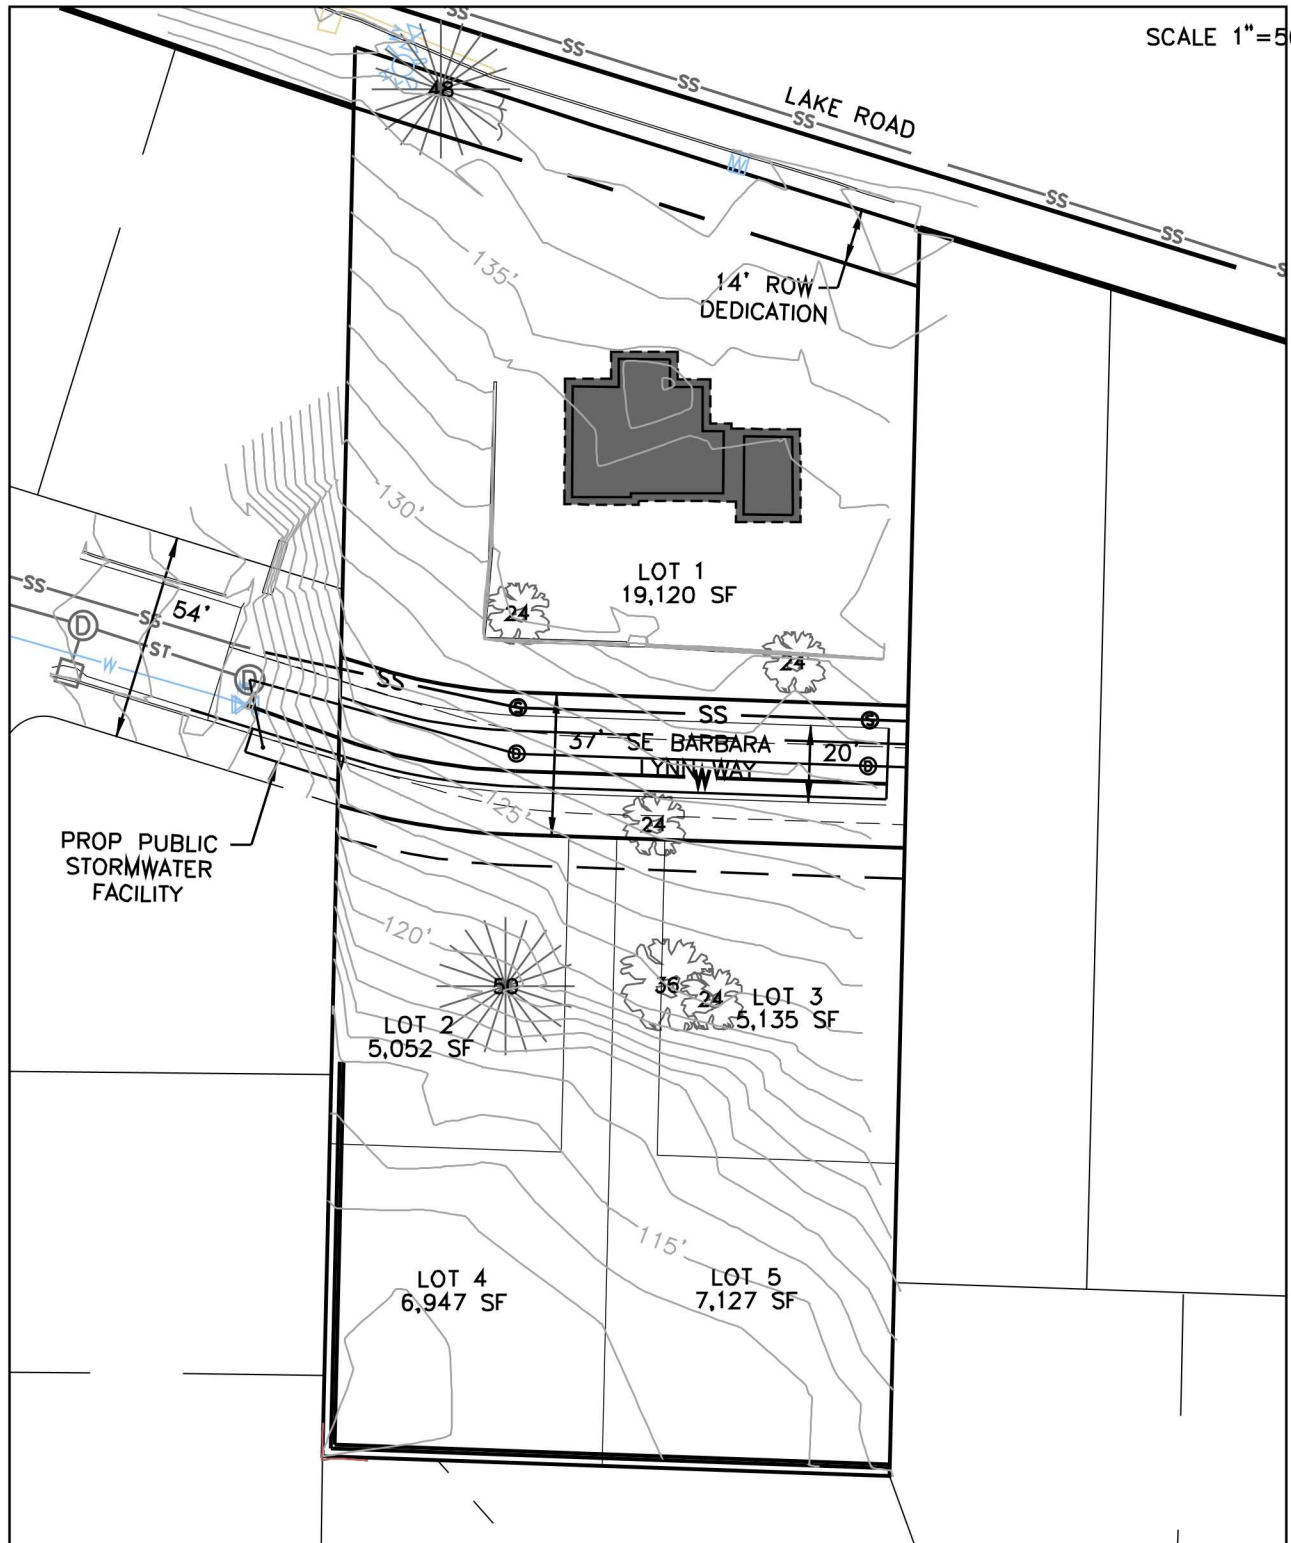 SCALE 1"=5
SS
SS
SS
SS
LAKE ROAD
SS
SS
S
48
W
135'
14' ROW
DEDICATION
130'
LOT 1
19,120 SF
24
24
SS
54'
SS
D
ST
W
D
SS
S
SS
S
37' SE BARBARA
LYNN WAY
20'
D
D
W
125'
24
PROP PUBLIC
STORMWATER
FACILITY
120'
50
36
24
LOT 3
5,135 SF
LOT 2
5,052 SF
115'
LOT 4
6,947 SF
LOT 5
7,127 SF